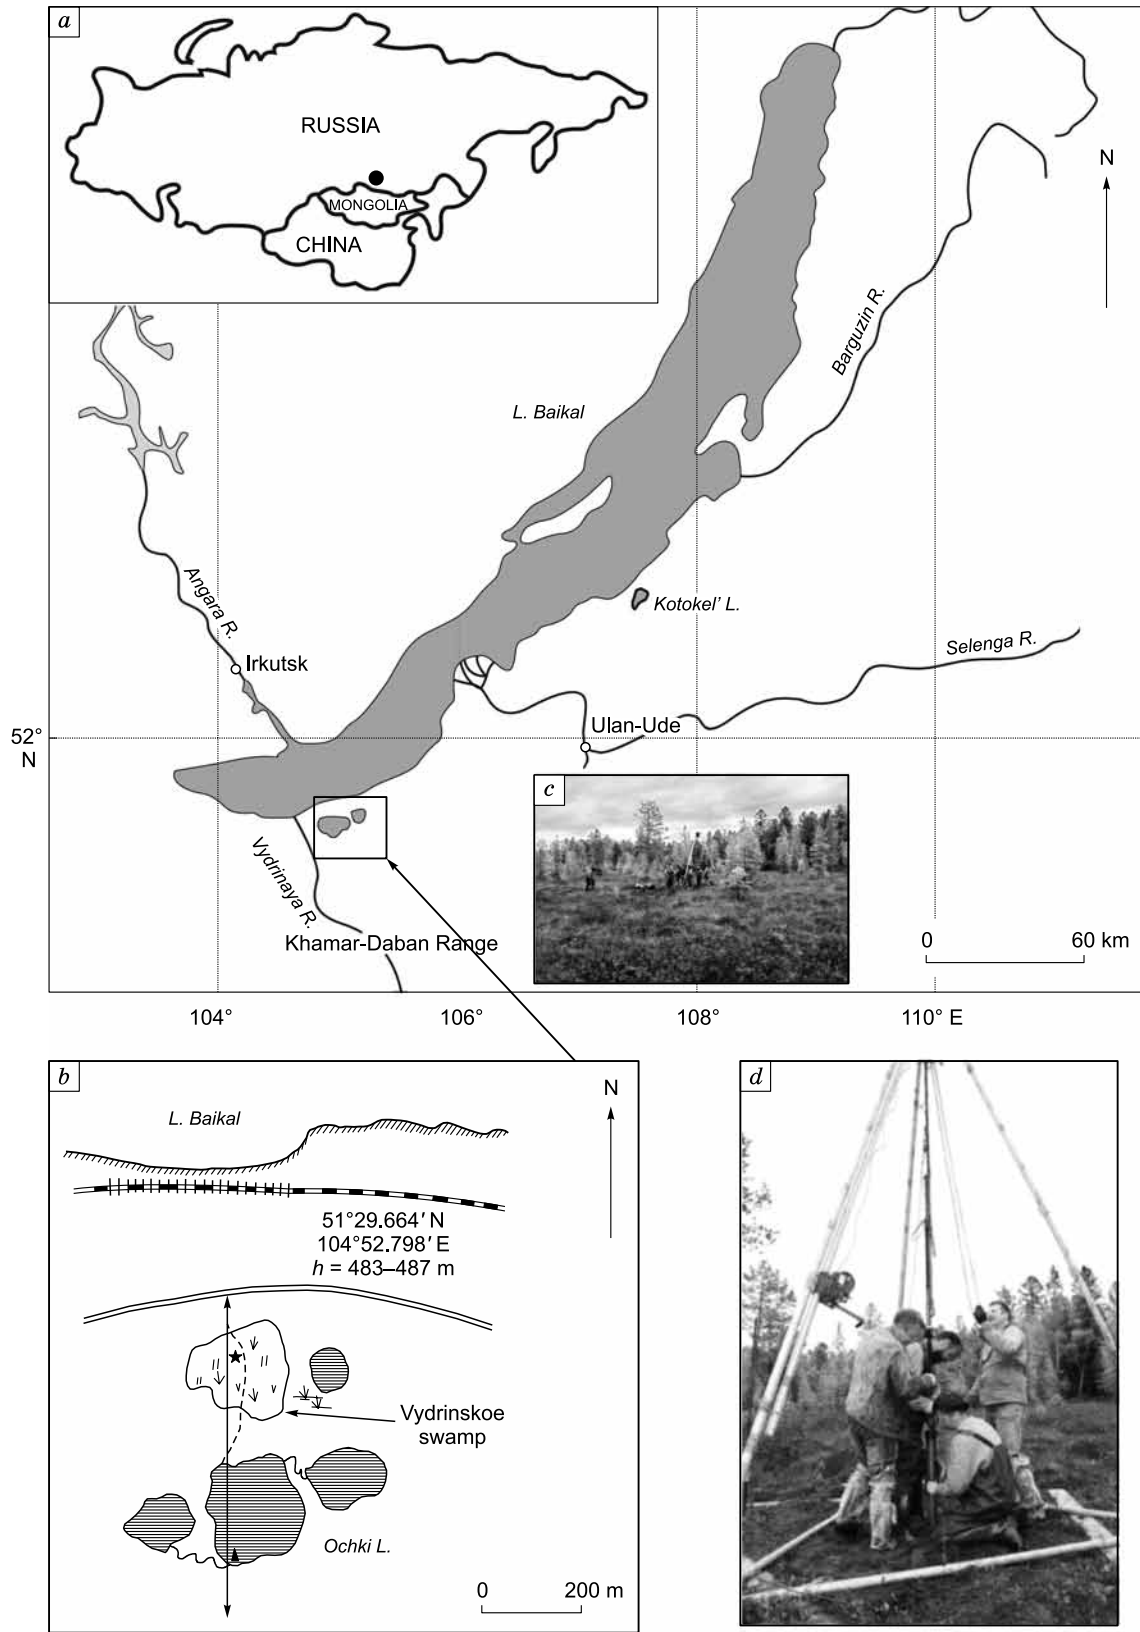 a
RUSSIA
MONGOLIA
CHINA
N
Barguzin R.
L. Baikal
Angara R.
Kotokel’ L.
Irkutsk
Selenga R.
Ulan-Ude
52°
N
c
Vydrinaya R.
Khamar-Daban Range
0 60 km
104° 106° 108° 110° E
b
N
L. Baikal
51°29.664′ N
104°52.798′ E
h = 483–487 m
Vydrinskoe
swamp
Ochki L.
0 200 m
d